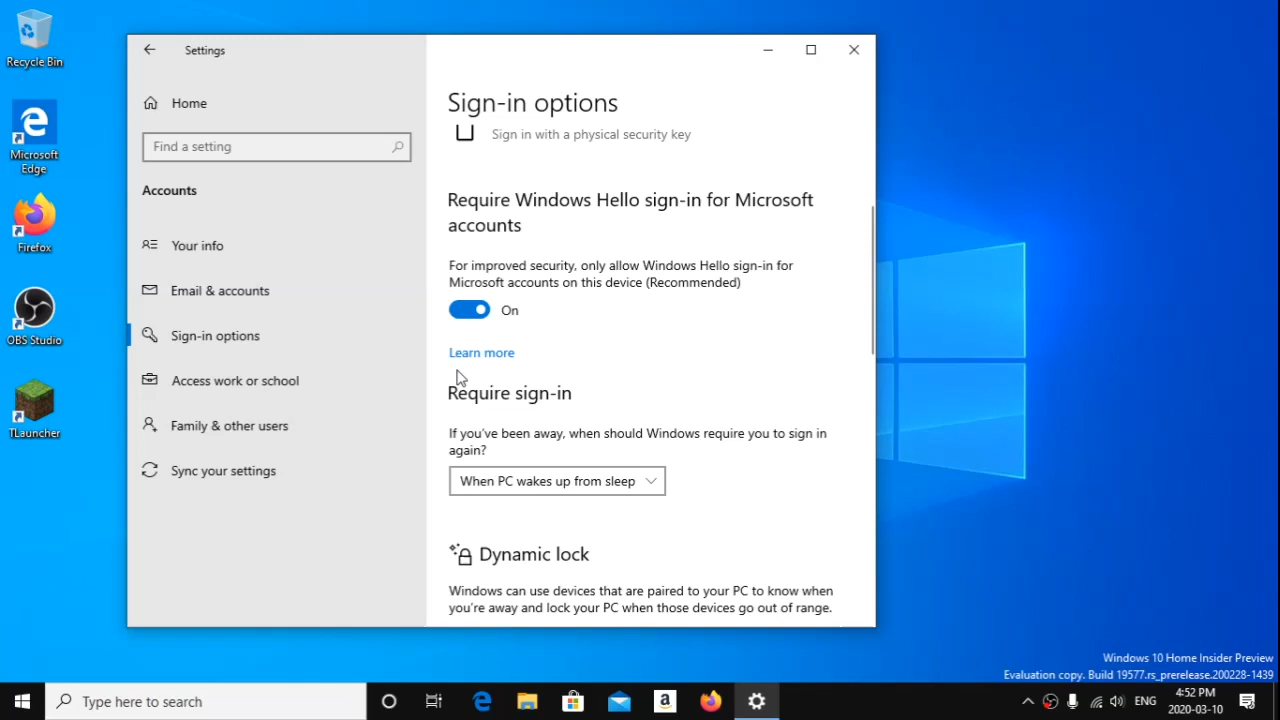 Recycle Bin
Microsoft
Edge
Firefox
OBS Studio
TLauncher
Settings
Home
Find a setting
Accounts
Your info
Email & accounts
Sign-in options
Access work or school
Family & other users
Sync your settings
Sign-in options
Sign in with a physical security key
Require Windows Hello sign-in for Microsoft
accounts
For improved security, only allow Windows Hello sign-in for
Microsoft accounts on this device (Recommended)
On
Learn more
Require sign-in
If you've been away, when should Windows require you to sign in
again?
When PC wakes up from sleep
Dynamic lock
Windows can use devices that are paired to your PC to know when
you're away and lock your PC when those devices go out of range.
Windows 10 Home Insider Preview
Evaluation copy. Build 19577.rs_prerelease.200228-1439
Type here to search
a
ENG
4:52 PM
2020-03-10